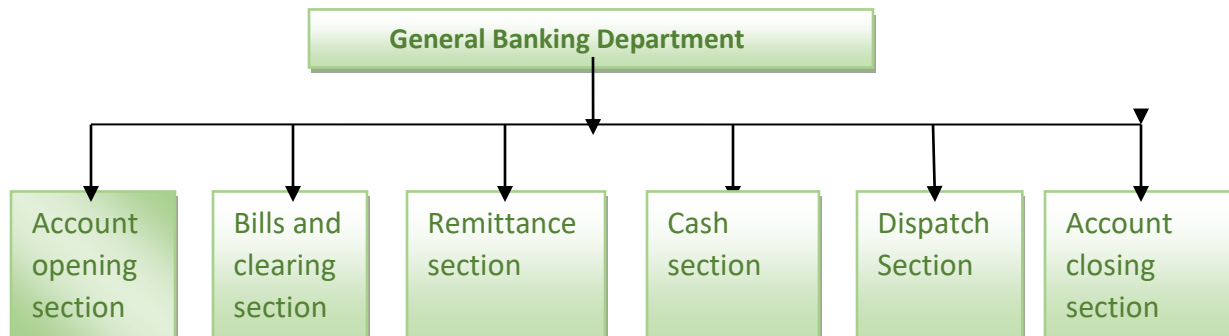 General Banking Department
Account
opening
section
Bills and
clearing
section
Remittance
section
Cash
section
Dispatch
Section
Account
closing
section